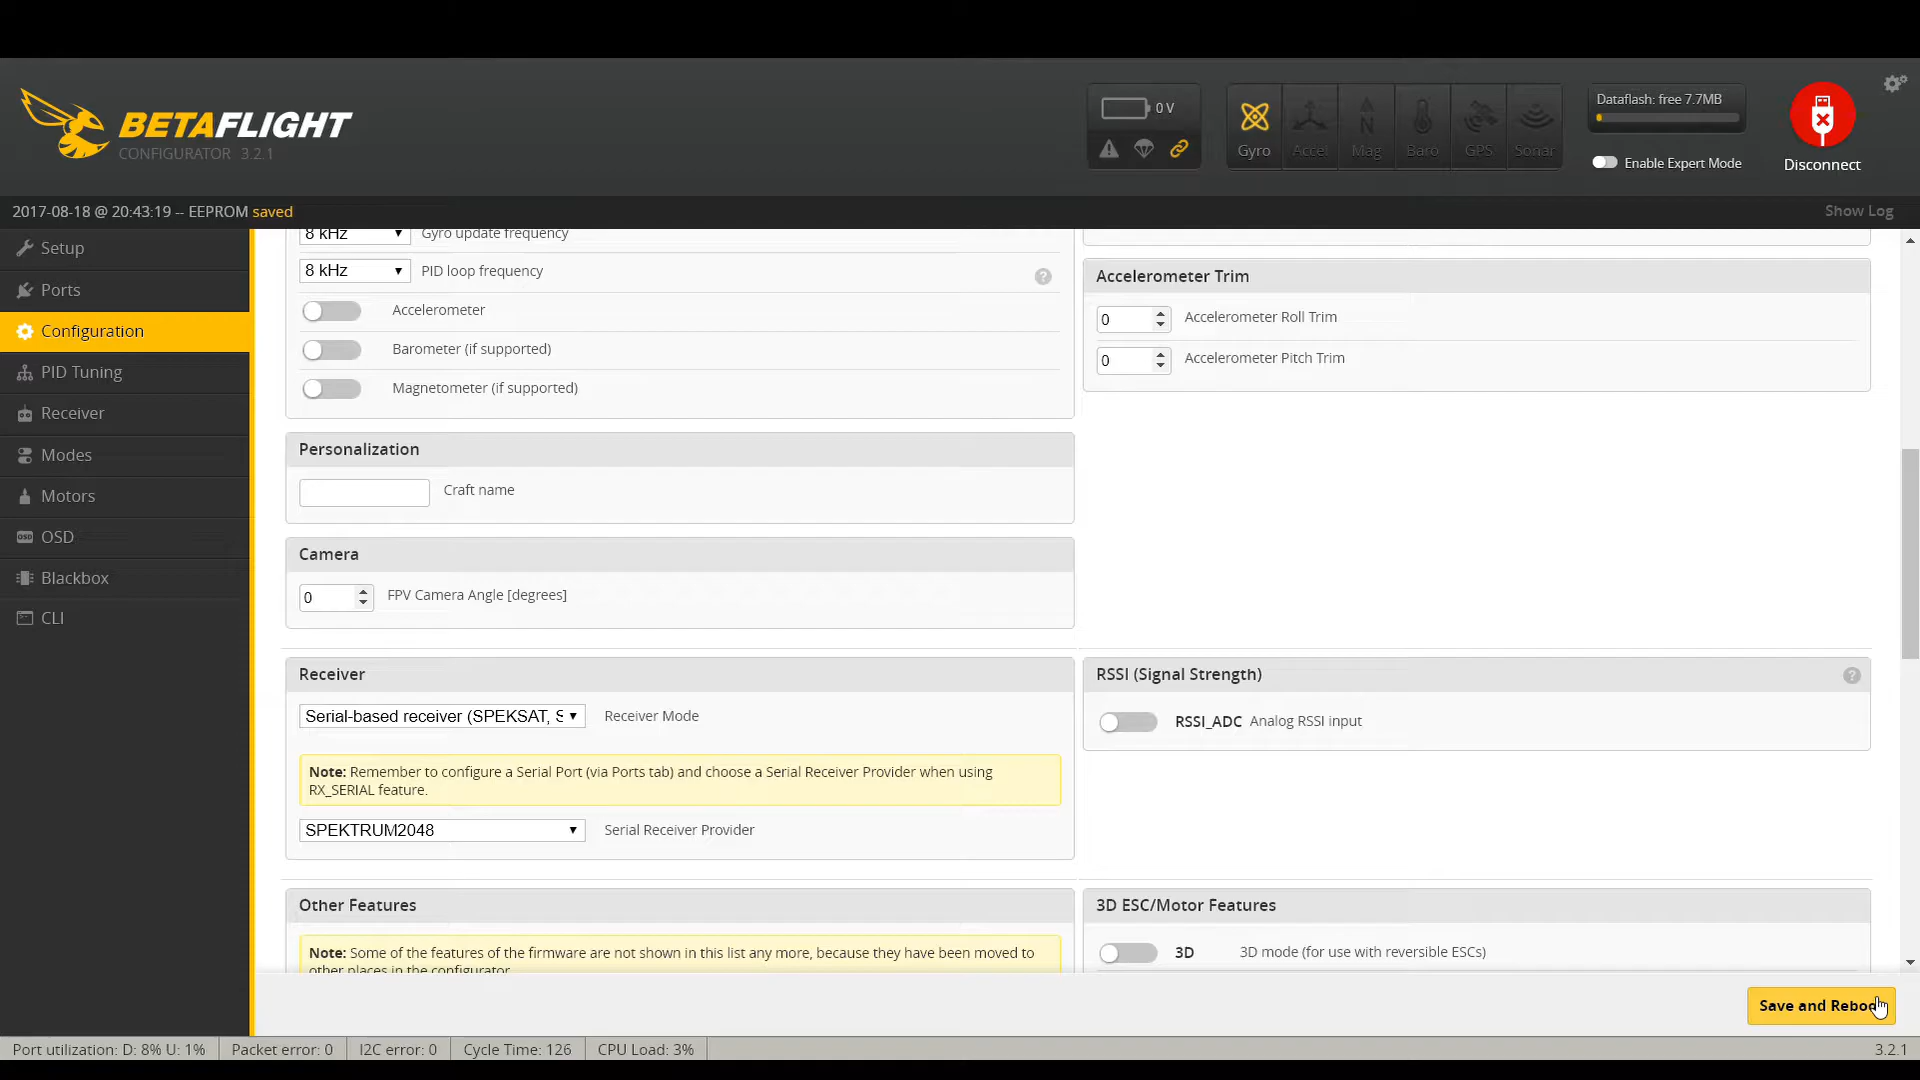 BETAFLIGHT
CONFIGURATOR 3.2.1
0 V
Gyro
Accel
Mag
Baro
GPS
Sonar
Dataflash: free 7.7MB
Enable Expert Mode
Disconnect
2017-08-18 @ 20:43:19 -- EEPROM saved
Show Log
Setup
Ports
Configuration
PID Tuning
Receiver
Modes
Motors
OSD
Blackbox
CLI
8 kHz Gyro update frequency
8 kHz PID loop frequency
Accelerometer
Barometer (if supported)
Magnetometer (if supported)
Accelerometer Trim
0 Accelerometer Roll Trim
0 Accelerometer Pitch Trim
Personalization
Craft name
Camera
0 FPV Camera Angle [degrees]
Receiver
Serial-based receiver (SPEKSAT, S Receiver Mode
Note: Remember to configure a Serial Port (via Ports tab) and choose a Serial Receiver Provider when using
RX_SERIAL feature.
SPEKTRUM2048 Serial Receiver Provider
RSSI (Signal Strength)
RSSI_ADC Analog RSSI input
Other Features
Note: Some of the features of the firmware are not shown in this list any more, because they have been moved to
other places in the configurator.
3D ESC/Motor Features
3D 3D mode (for use with reversible ESCs)
Save and Reboo
Port utilization: D: 8% U: 1% Packet error: 0 I2C error: 0 Cycle Time: 126 CPU Load: 3% 3.2.1